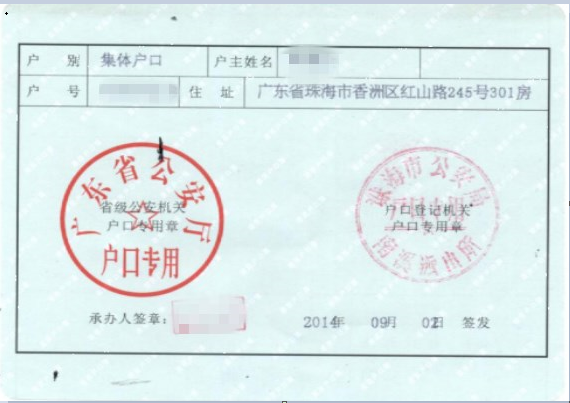 户 别 集体户口 户主姓名
户 号 住 址 广东省珠海市香洲区红山路245号301房
广东省公安厅
省级公安机关
户口专用章
户口专用
珠海市公安局
户口登记机关
户口专用章
派出所
承办人签章：
2014年 09月 02日 签发